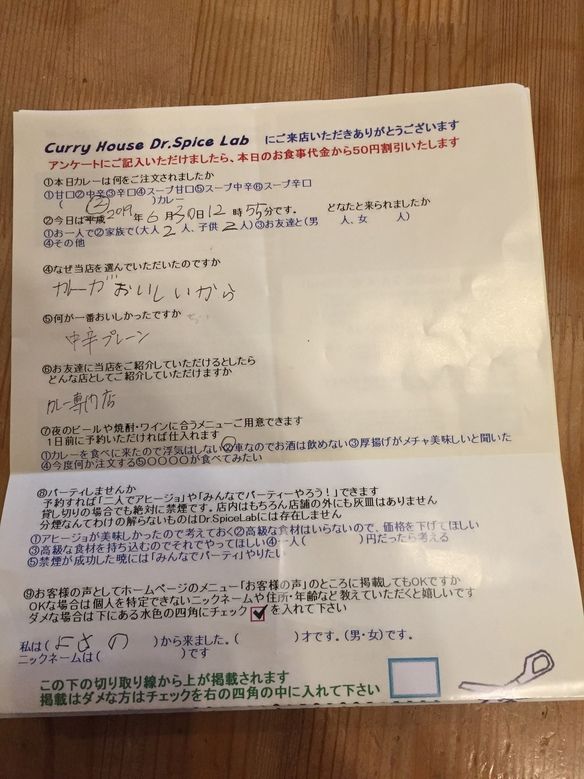 Curry House Dr.Spice Lab にご来店いただきありがとうございます
アンケートにご記入いただけましたら、本日のお食事代金から50円割引いたします
①本日カレーは何をご注文されましたか
①甘口②中辛③辛口④スープ甘口⑤スープ中辛⑥スープ辛口
( ② )カレー
②今日は平成2019年6月30日12時55分です。 どなたと来られましたか
①お一人で②家族で(大人2人、子供2人)③お友達と(男 人、女 人)
④その他
④なぜ当店を選んでいただいたのですか
カレーがおいしいから
⑤何が一番おいしかったですか
中辛プレーン
⑥お友達に当店をご紹介していただけるとしたら
どんな店としてご紹介していただけますか
カレー専門店
⑦夜のビールや焼酎・ワインに合うメニューご用意できます
1日前に予約いただければ仕入れます
①カレーを食べに来たので浮気はしない②車なのでお酒は飲めない③厚揚げがメチャ美味しいと聞いた
④今度何か注文する⑤〇〇〇〇が食べてみたい
⑧パーティしませんか
予約すれば「二人でアヒージョ」や「みんなでパーティーやろう!」できます
貸し切りの場合でも絶対に禁煙です。店内はもちろん店舗の外にも灰皿はありません
分煙なんてわけの解らないものはDr.SpiceLabには存在しません
①アヒージョが美味しかったので考えておく②高級な食材はいらないので、価格を下げてほしい
③高級な食材を持ち込むのでそれでやってほしい④一人( )円だったら考える
⑤禁煙が成功した暁には「みんなでパーティ」やりたい
⑨お客様の声としてホームページのメニュー「お客様の声」のところに掲載してもOKですか
OKな場合は個人を特定できないニックネームや住所・年齢など教えていただくと嬉しいです
ダメな場合は下にある水色の四角にチェック☑を入れて下さい
私は( よさの )から来ました。( )才です。(男・女)です。
ニックネームは( )です
この下の切り取り線から上が掲載されます
掲載はダメな方はチェックを右の四角の中に入れて下さい